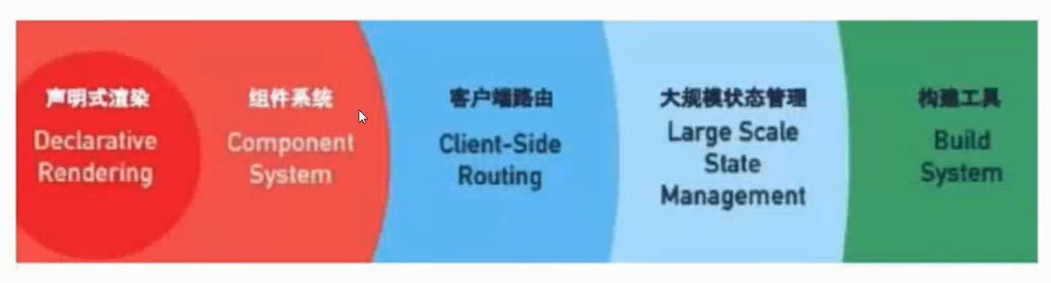 声明式渲染
Declarative
Rendering
组件系统
Component
System
客户端路由
Client-Side
Routing
大规模状态管理
Large Scale
State
Management
构建工具
Build
System